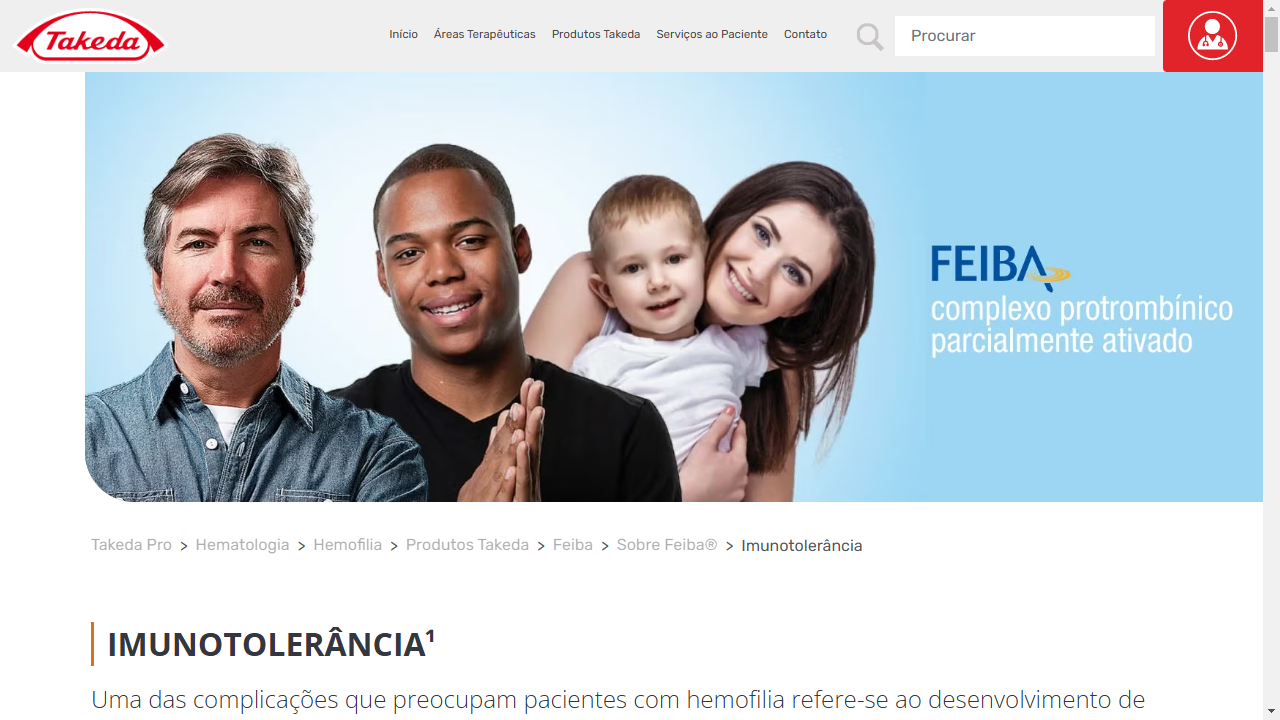 Takeda
Início Áreas Terapêuticas Produtos Takeda Serviços ao Paciente Contato
Procurar
FEIBA
complexo protrombínico
parcialmente ativado
Takeda Pro > Hematologia > Hemofilia > Produtos Takeda > Feiba > Sobre Feiba® > Imunotolerância
IMUNOTOLERÂNCIA¹
Uma das complicações que preocupam pacientes com hemofilia refere-se ao desenvolvimento de